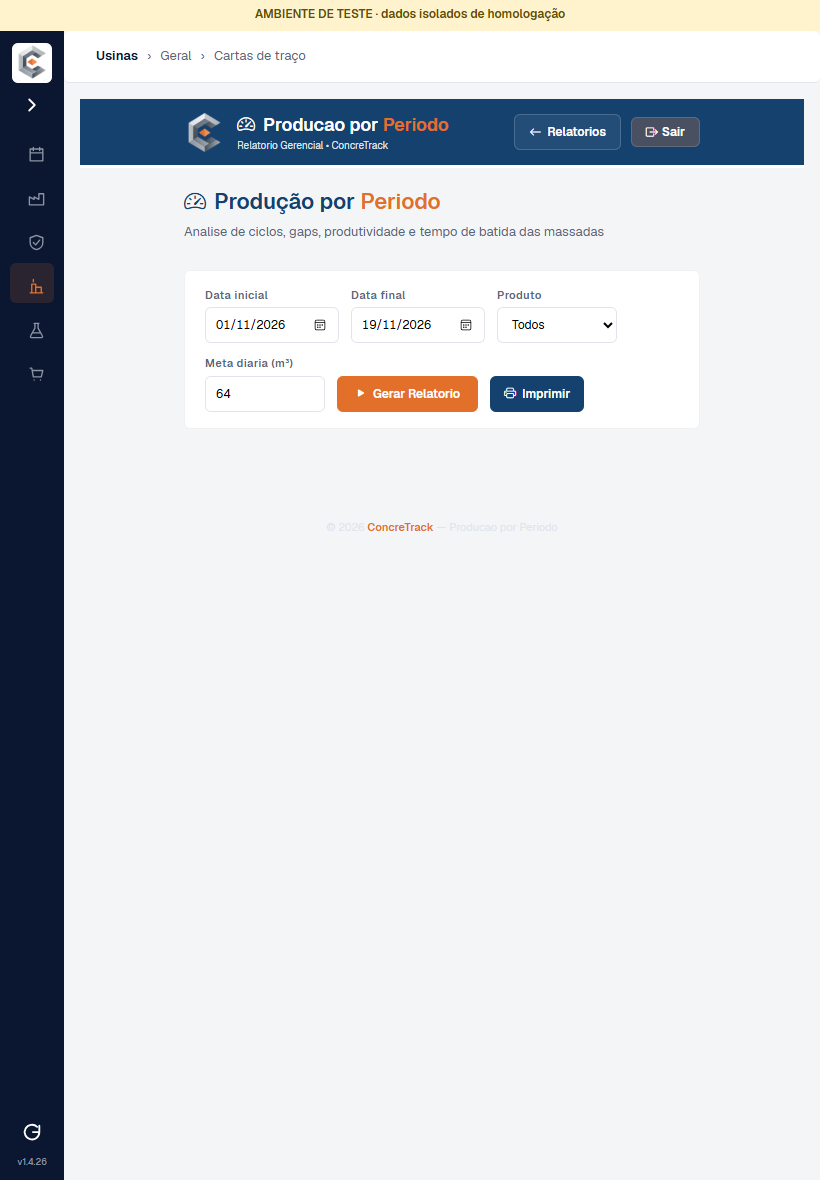 AMBIENTE DE TESTE · dados isolados de homologação
Usinas › Geral › Cartas de traço
Producao por Periodo
Relatorio Gerencial • ConcreTrack
← Relatorios
Sair
Produção por Periodo
Analise de ciclos, gaps, produtividade e tempo de batida das massadas
Data inicial
Data final
Produto
01/11/2026
19/11/2026
Todos
Meta diaria (m³)
64
Gerar Relatorio
Imprimir
© 2026 ConcreTrack — Producao por Periodo
v1.4.26